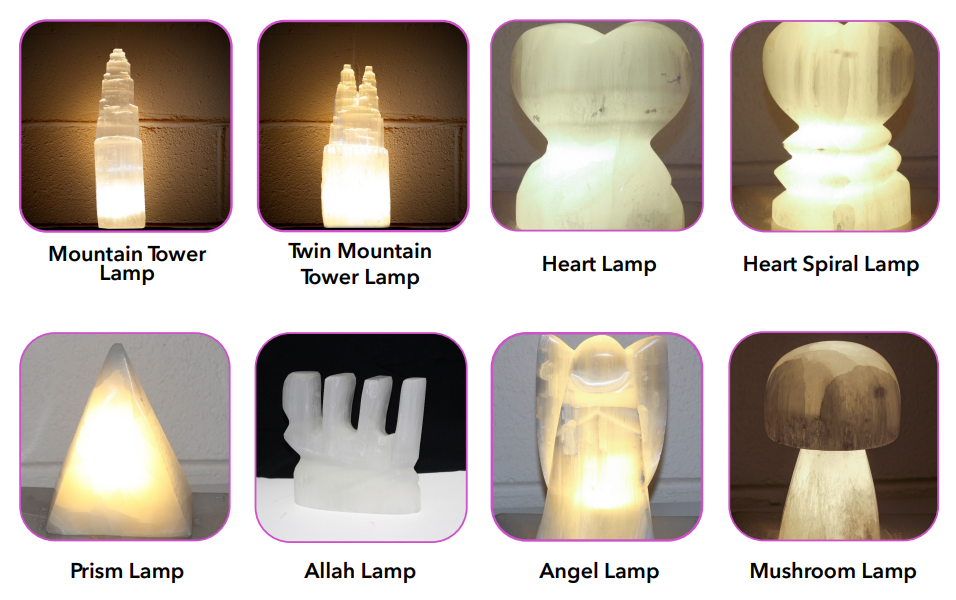 Mountain Tower
Lamp
Twin Mountain
Tower Lamp
Heart Lamp
Heart Spiral Lamp
Prism Lamp
Allah Lamp
Angel Lamp
Mushroom Lamp